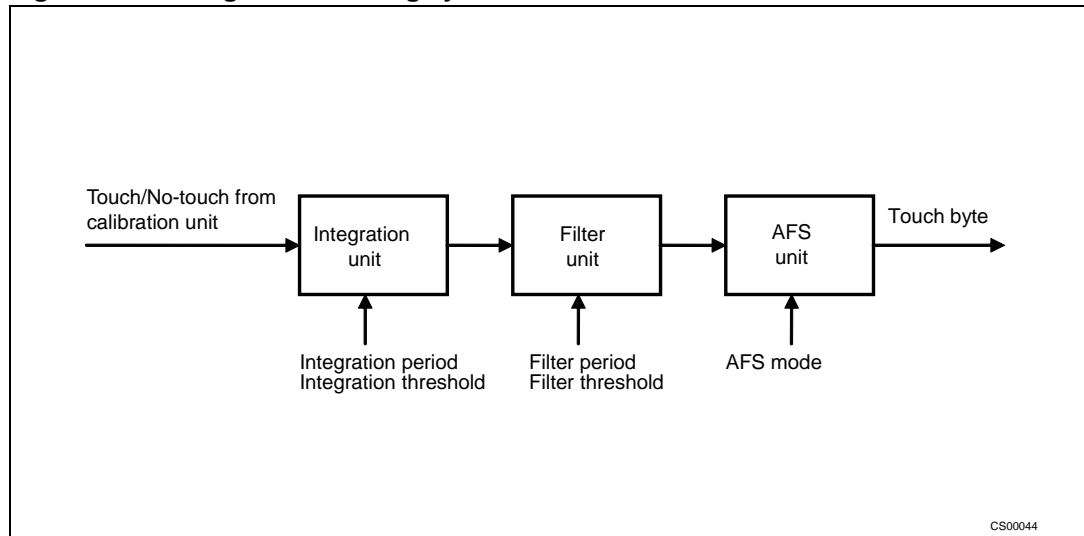 Touch/No-touch from
calibration unit
Integration
unit
Filter
unit
AFS
unit
Touch byte
Integration period
Integration threshold
Filter period
Filter threshold
AFS mode
CS00044